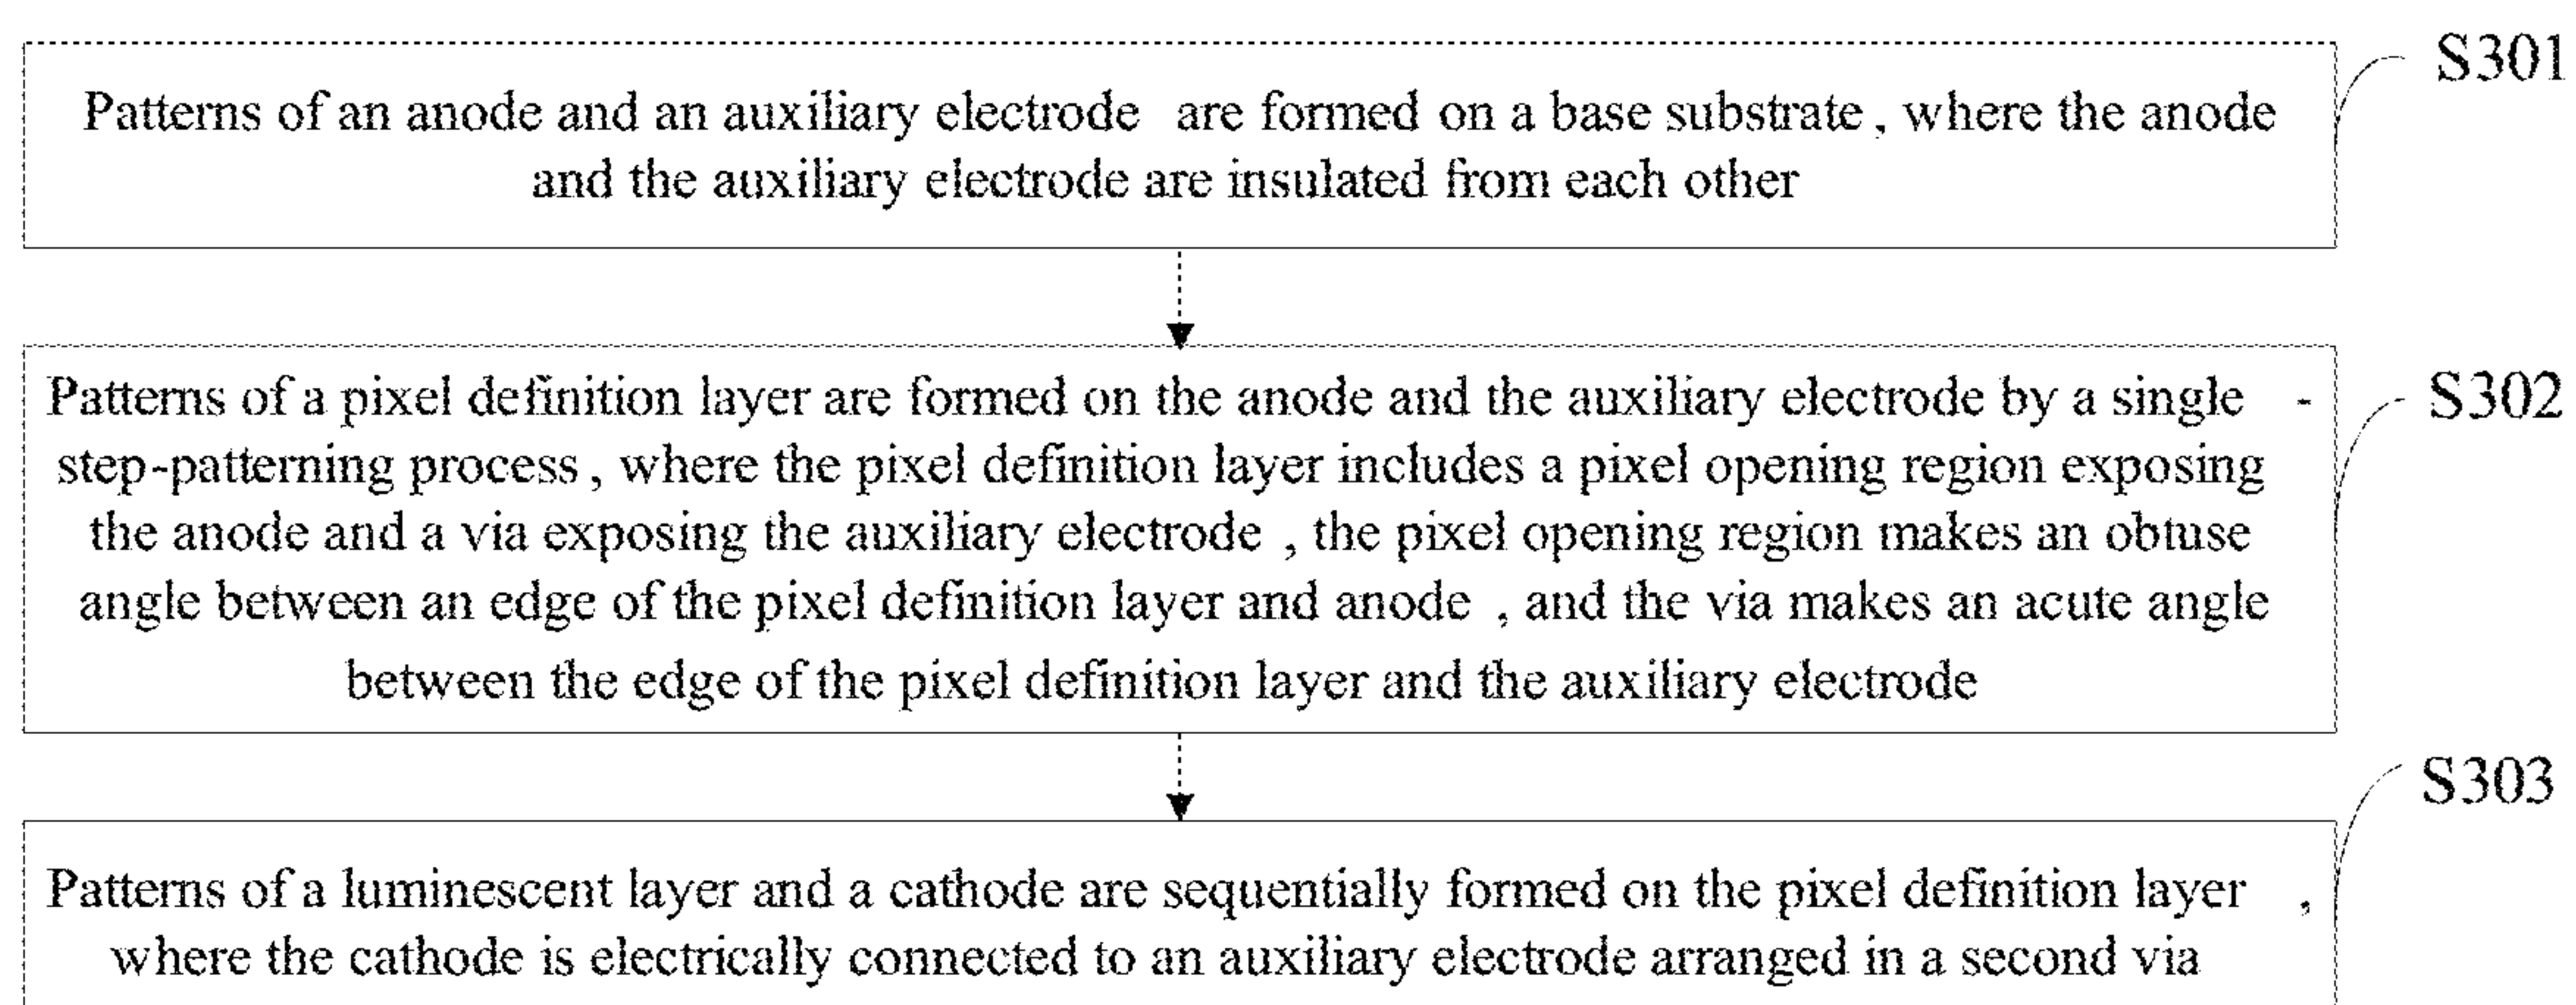 S301
Patterns of an anode and an auxiliary electrode are formed on a base substrate, where the anode
and the auxiliary electrode are insulated from each other
S302
Patterns of a pixel definition layer are formed on the anode and the auxiliary electrode by a single -
step-patterning process, where the pixel definition layer includes a pixel opening region exposing
the anode and a via exposing the auxiliary electrode , the pixel opening region makes an obtuse
angle between an edge of the pixel definition layer and anode , and the via makes an acute angle
between the edge of the pixel definition layer and the auxiliary electrode
S303
Patterns of a luminescent layer and a cathode are sequentially formed on the pixel definition layer ,
where the cathode is electrically connected to an auxiliary electrode arranged in a second via